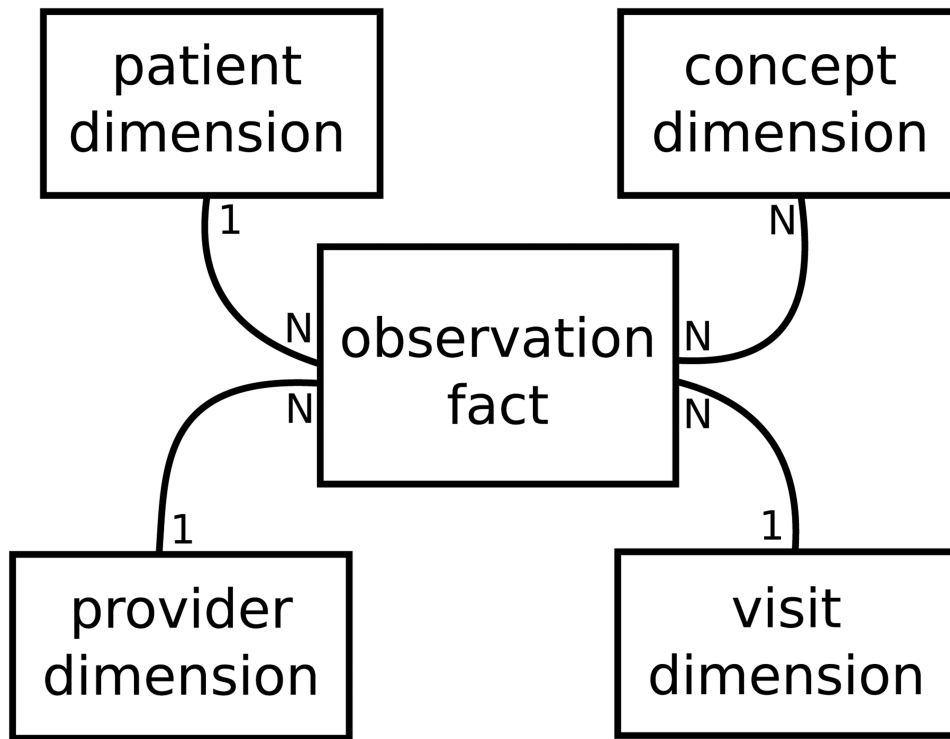 patient
dimension
concept
dimension
1
N
N
N
observation
fact
N
N
1
1
provider
dimension
visit
dimension